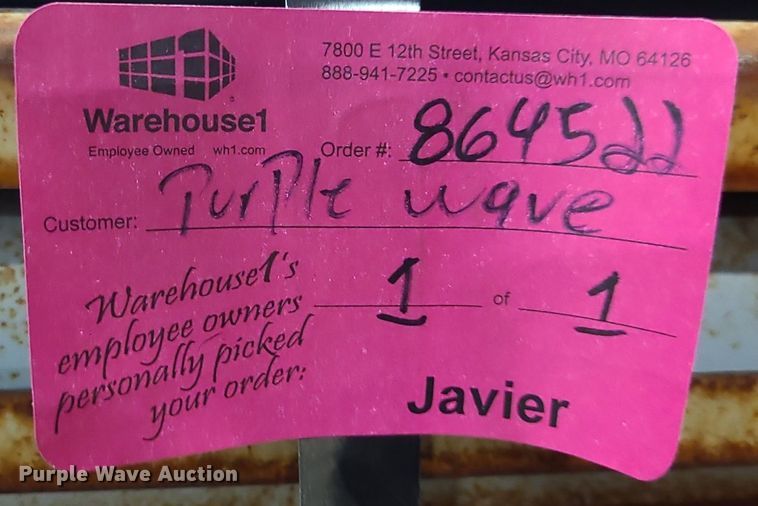 7800 E 12th Street, Kansas City, MO 64126
888-941-7225 • contactus@wh1.com
Warehouse1
Employee Owned wh1.com
Order #: 864522
Customer: PurPle wave
1 of 1
Warehouse1's
employee owners
personally picked
your order:
Javier
Purple Wave Auction